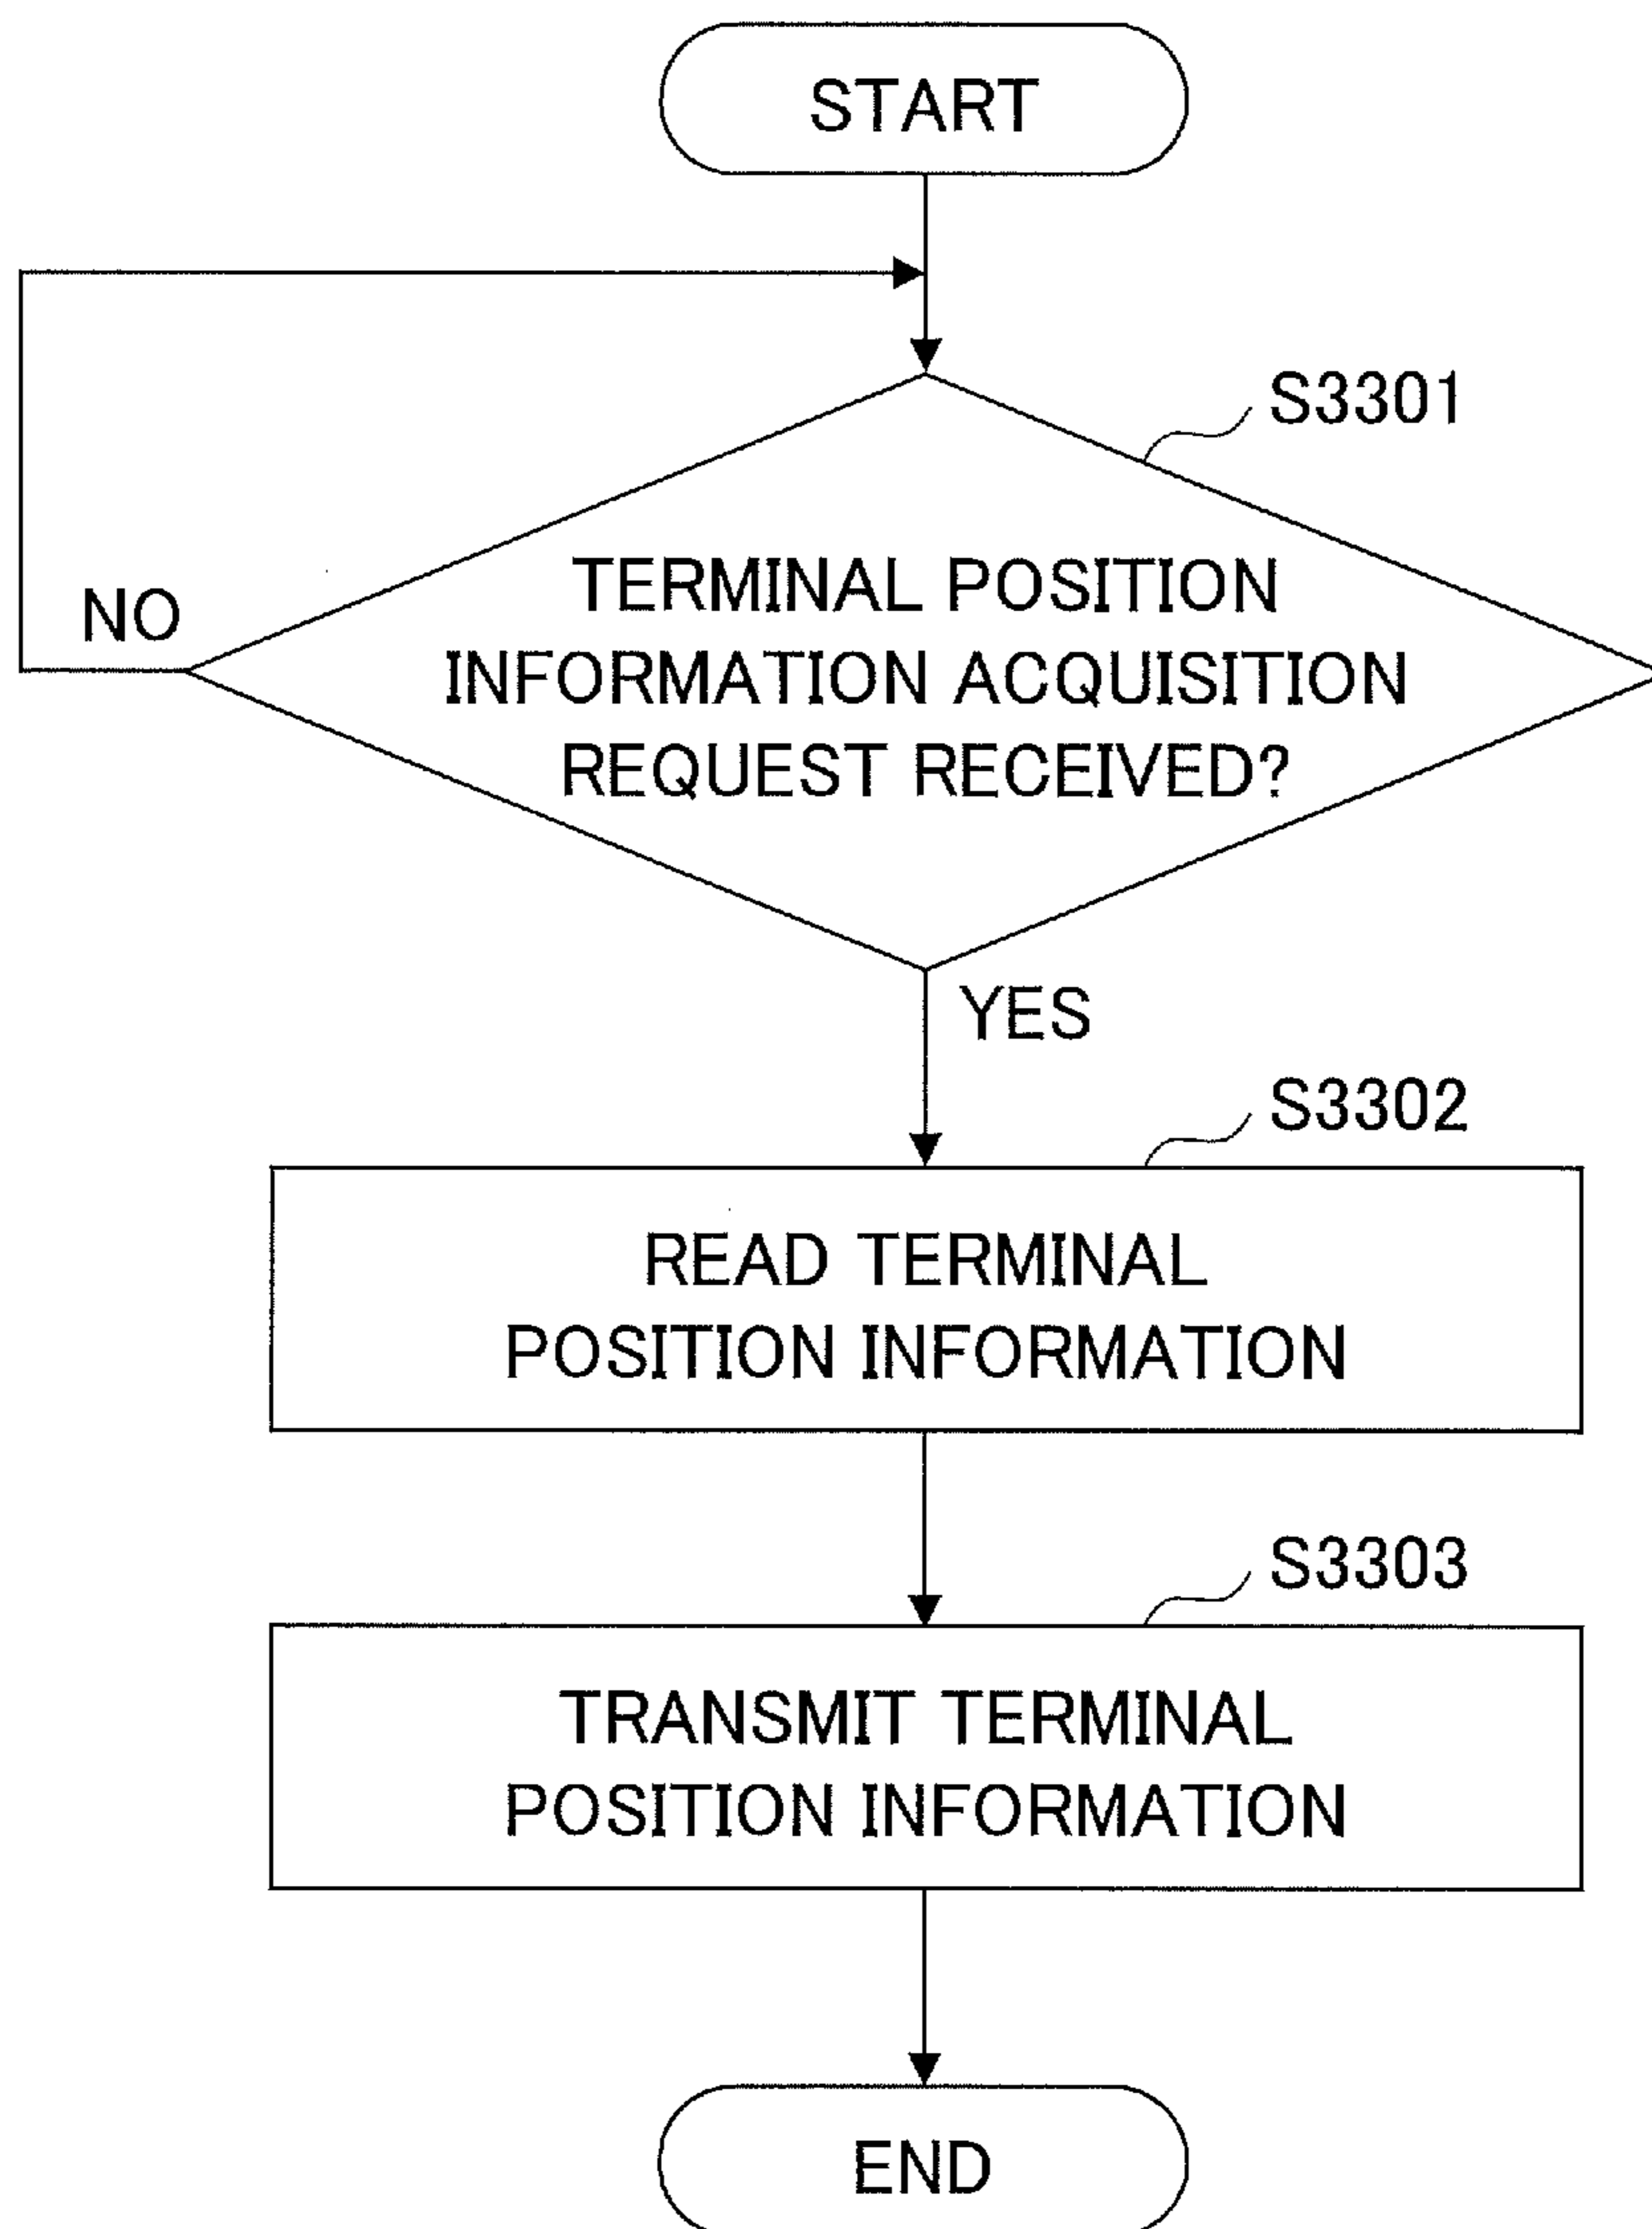 START
S3301
TERMINAL POSITION
INFORMATION ACQUISITION
REQUEST RECEIVED?
NO
YES
S3302
READ TERMINAL
POSITION INFORMATION
S3303
TRANSMIT TERMINAL
POSITION INFORMATION
END